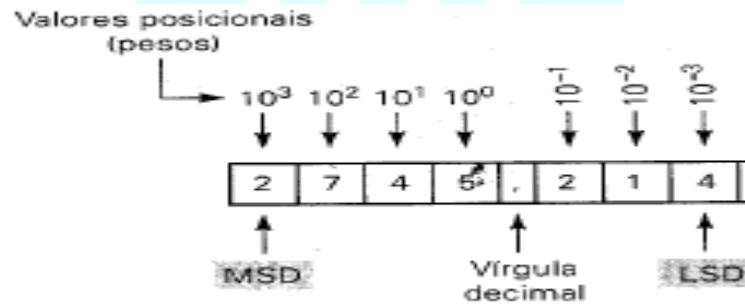 Valores posicionais
(pesos)
10³ 10² 10¹ 10⁰ 10⁻¹ 10⁻² 10⁻³
2 7 4 5 , 2 1 4
MSD Vírgula LSD
decimal